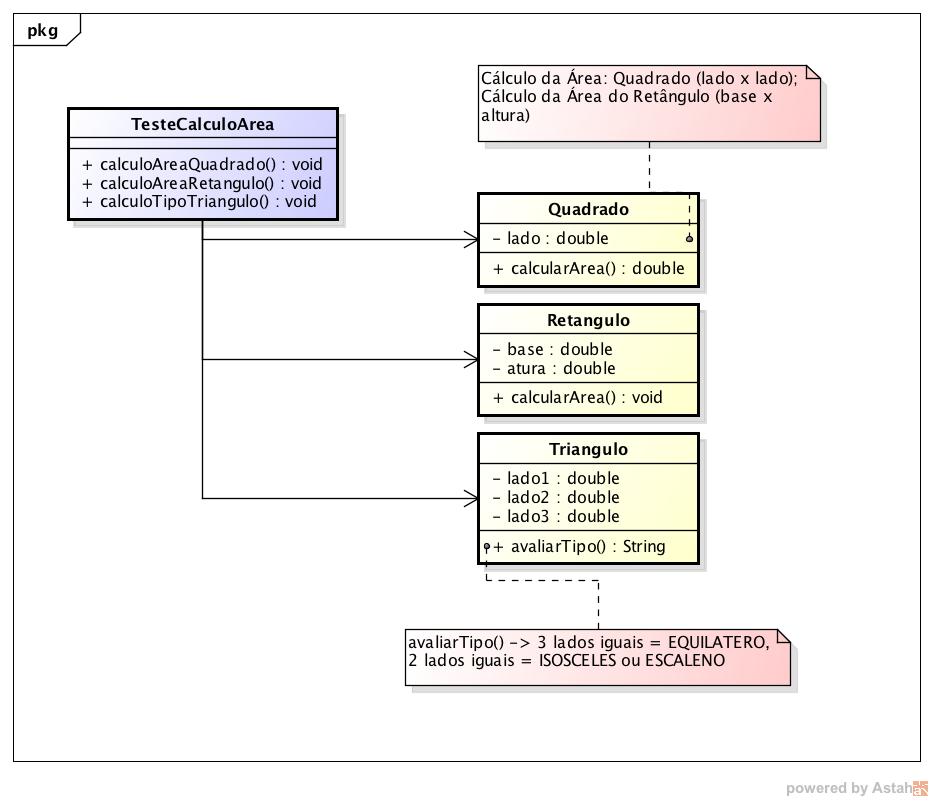 pkg
Cálculo da Área: Quadrado (lado x lado);
Cálculo da Área do Retângulo (base x
altura)
TesteCalculoArea
+ calculoAreaQuadrado() : void
+ calculoAreaRetangulo() : void
+ calculoTipoTriangulo() : void
Quadrado
- lado : double
+ calcularArea() : double
Retangulo
- base : double
- atura : double
+ calcularArea() : void
Triangulo
- lado1 : double
- lado2 : double
- lado3 : double
+ avaliarTipo() : String
avaliarTipo() -> 3 lados iguais = EQUILATERO,
2 lados iguais = ISOSCELES ou ESCALENO
powered by Astah